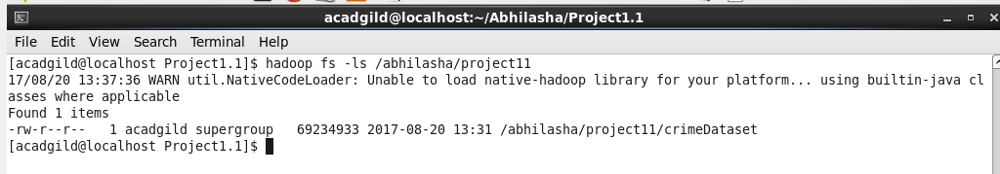 acadgild@localhost:~/Abhilasha/Project1.1
File Edit View Search Terminal Help
[acadgild@localhost Project1.1]$ hadoop fs -ls /abhilasha/project11
17/08/20 13:37:36 WARN util.NativeCodeLoader: Unable to load native-hadoop library for your platform... using builtin-java cl
asses where applicable
Found 1 items
-rw-r--r--   1 acadgild supergroup   69234933 2017-08-20 13:31 /abhilasha/project11/crimeDataset
[acadgild@localhost Project1.1]$